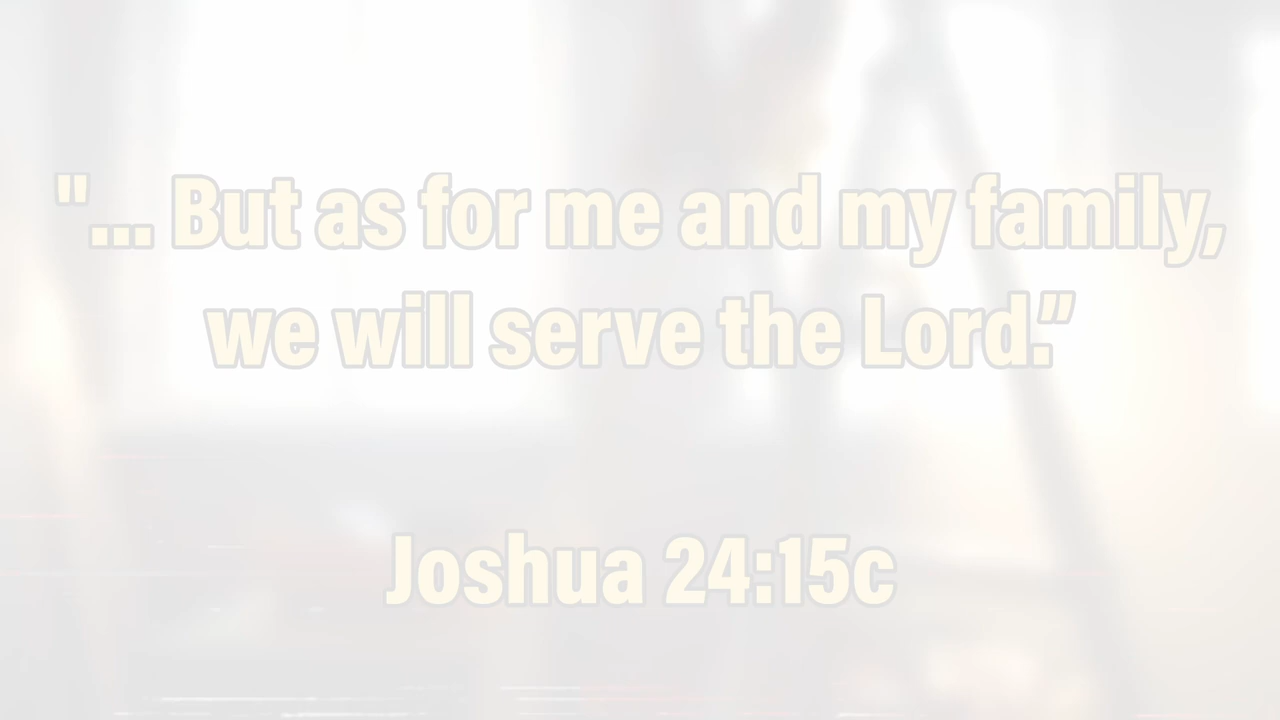 "... But as for me and my family,
we will serve the Lord.”
Joshua 24:15c